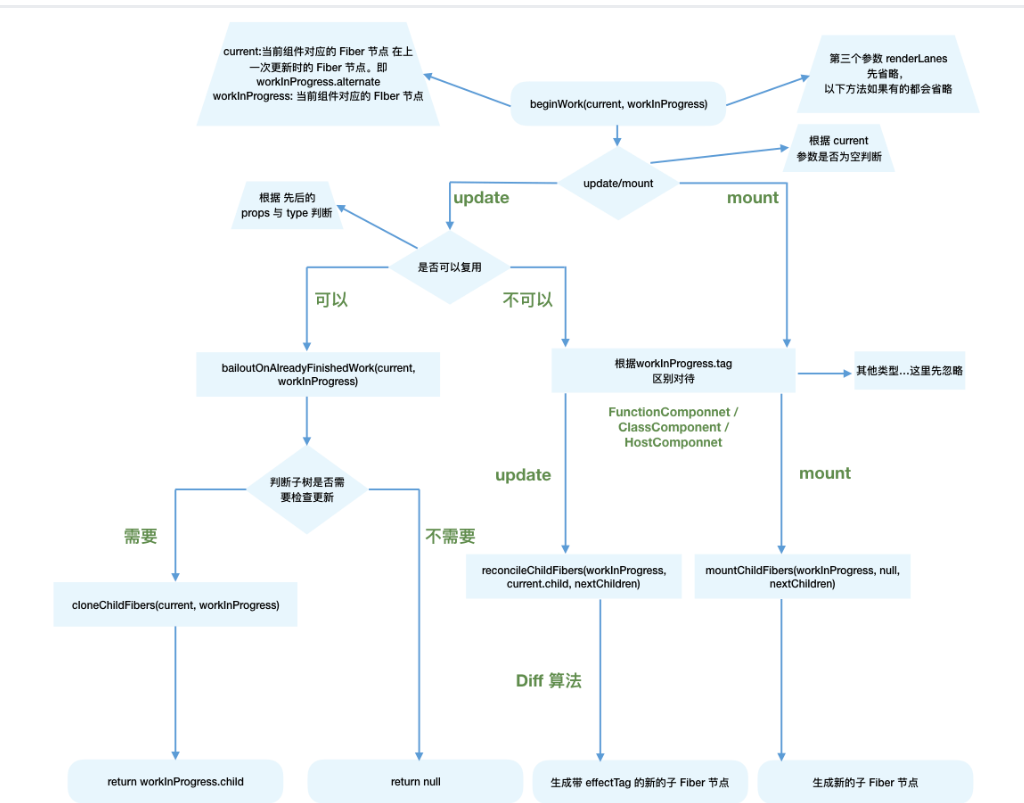 current:当前组件对应的 Fiber 节点 在上
一次更新时的 Fiber 节点。即
workInProgress.alternate
workInProgress: 当前组件对应的 FIber 节点
beginWork(current, workInProgress)
第三个参数 renderLanes
先省略，
以下方法如果有的都会省略
根据 current
参数是否为空判断
update/mount
update
mount
根据 先后的
props 与 type 判断
是否可以复用
可以
不可以
bailoutOnAlreadyFinishedWork(current,
workInProgress)
根据workInProgress.tag
区别对待
其他类型...这里先忽略
FunctionComponnet /
ClassComponent /
HostComponnet
update
mount
判断子树是否需
要检查更新
需要
不需要
reconcileChildFibers(workInProgress,
current.child, nextChildren)
mountChildFibers(workInProgress, null,
nextChildren)
cloneChildFibers(current, workInProgress)
Diff 算法
return workInProgress.child
return null
生成带 effectTag 的新的子 Fiber 节点
生成新的子 Fiber 节点